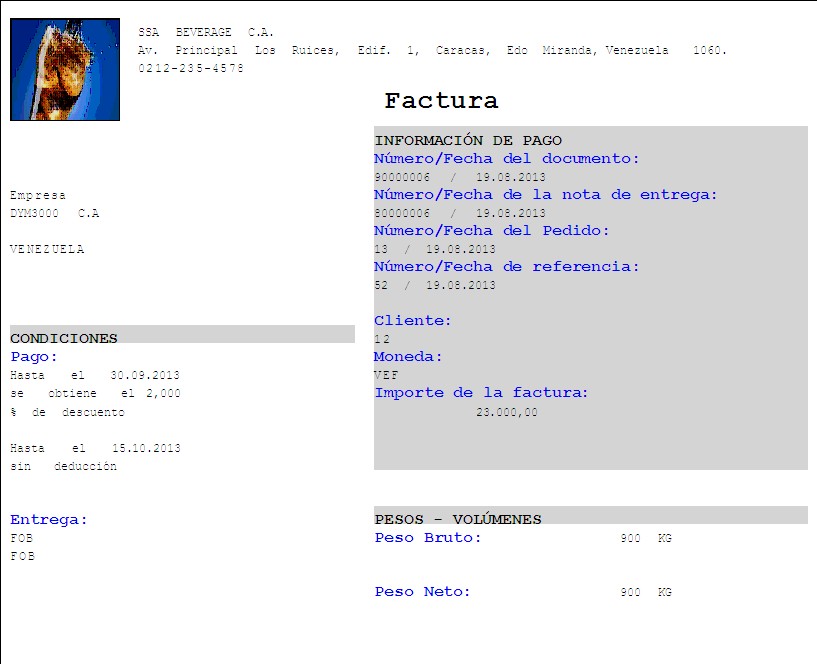 SSA BEVERAGE C.A.
Av. Principal Los Ruices, Edif. 1, Caracas, Edo Miranda, Venezuela 1060.
0212-235-4578
Factura
INFORMACIÓN DE PAGO
Número/Fecha del documento:
90000006 / 19.08.2013
Número/Fecha de la nota de entrega:
80000006 / 19.08.2013
Número/Fecha del Pedido:
13 / 19.08.2013
Número/Fecha de referencia:
52 / 19.08.2013
Cliente:
12
Moneda:
VEF
Importe de la factura:
23.000,00
Empresa
DYM3000 C.A
VENEZUELA
CONDICIONES
Pago:
Hasta el 30.09.2013
se obtiene el 2,000
% de descuento
Hasta el 15.10.2013
sin deducción
Entrega:
FOB
FOB
PESOS - VOLÚMENES
Peso Bruto: 900 KG
Peso Neto: 900 KG